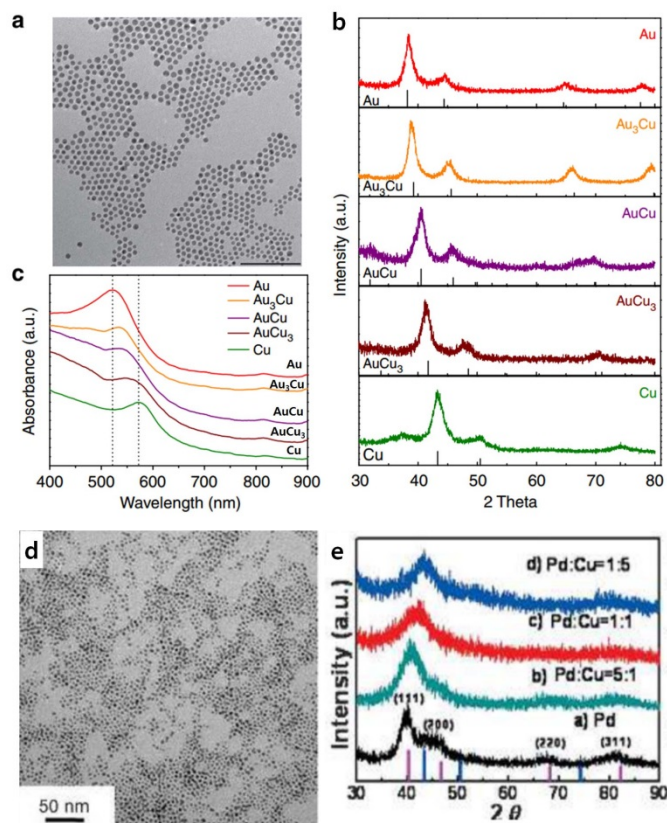 a
b
Au
Au
Au₃Cu
Au₃Cu
AuCu
AuCu
AuCu₃
AuCu₃
Cu
Cu
Intensity (a.u.)
30 40 50 60 70 80
2 Theta
c
Au
Au₃Cu
AuCu
AuCu₃
Cu
Au
Au₃Cu
AuCu
AuCu₃
Cu
Absorbance (a.u.)
400 500 600 700 800 900
Wavelength (nm)
d
50 nm
e
d) Pd:Cu=1:5
c) Pd:Cu=1:1
b) Pd:Cu=5:1
a) Pd
(111)
(200)
(220)
(311)
Intensity (a.u.)
30 40 50 60 70 80 90
2 θ